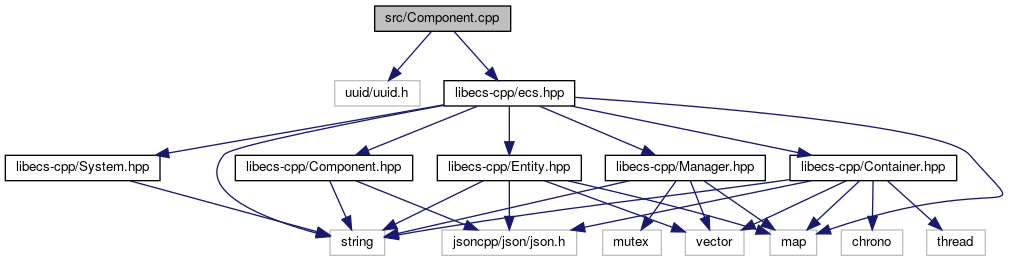 src/Component.cpp
uuid/uuid.h
libecs-cpp/ecs.hpp
libecs-cpp/System.hpp
libecs-cpp/Component.hpp
libecs-cpp/Entity.hpp
libecs-cpp/Manager.hpp
libecs-cpp/Container.hpp
string
jsoncpp/json/json.h
mutex
vector
map
chrono
thread